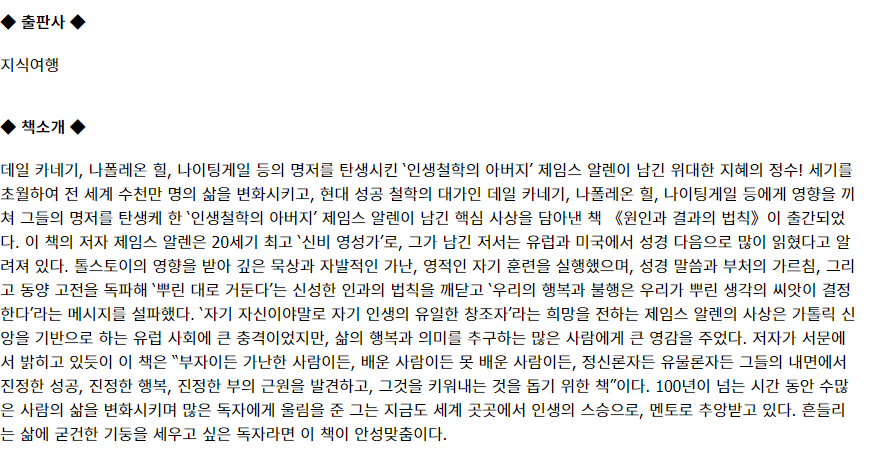 ◆ 출판사 ◆
지식여행
◆ 책소개 ◆
데일 카네기, 나폴레온 힐, 나이팅게일 등의 명저를 탄생시킨 ‘인생철학의 아버지’ 제임스 알렌이 남긴 위대한 지혜의 정수! 세기를
초월하여 전 세계 수천만 명의 삶을 변화시키고, 현대 성공 철학의 대가인 데일 카네기, 나폴레온 힐, 나이팅게일 등에게 영향을 끼
쳐 그들의 명저를 탄생케 한 ‘인생철학의 아버지’ 제임스 알렌이 남긴 핵심 사상을 담아낸 책 《원인과 결과의 법칙》이 출간되었
다. 이 책의 저자 제임스 알렌은 20세기 최고 ‘신비 영성가’로, 그가 남긴 저서는 유럽과 미국에서 성경 다음으로 많이 읽혔다고 알
려져 있다. 톨스토이의 영향을 받아 깊은 묵상과 자발적인 가난, 영적인 자기 훈련을 실행했으며, 성경 말씀과 부처의 가르침, 그리
고 동양 고전을 독파해 ‘뿌린 대로 거둔다’는 신성한 인과의 법칙을 깨닫고 ‘우리의 행복과 불행은 우리가 뿌린 생각의 씨앗이 결정
한다’라는 메시지를 설파했다. ‘자기 자신이야말로 자기 인생의 유일한 창조자’라는 희망을 전하는 제임스 알렌의 사상은 가톨릭 신
앙을 기반으로 하는 유럽 사회에 큰 충격이었지만, 삶의 행복과 의미를 추구하는 많은 사람에게 큰 영감을 주었다. 저자가 서문에
서 밝히고 있듯이 이 책은 “부자이든 가난한 사람이든, 배운 사람이든 못 배운 사람이든, 정신론자든 유물론자든 그들의 내면에서
진정한 성공, 진정한 행복, 진정한 부의 근원을 발견하고, 그것을 키워내는 것을 돕기 위한 책”이다. 100년이 넘는 시간 동안 수많
은 사람의 삶을 변화시키며 많은 독자에게 울림을 준 그는 지금도 세계 곳곳에서 인생의 스승으로, 멘토로 추앙받고 있다. 흔들리
는 삶에 굳건한 기둥을 세우고 싶은 독자라면 이 책이 안성맞춤이다.